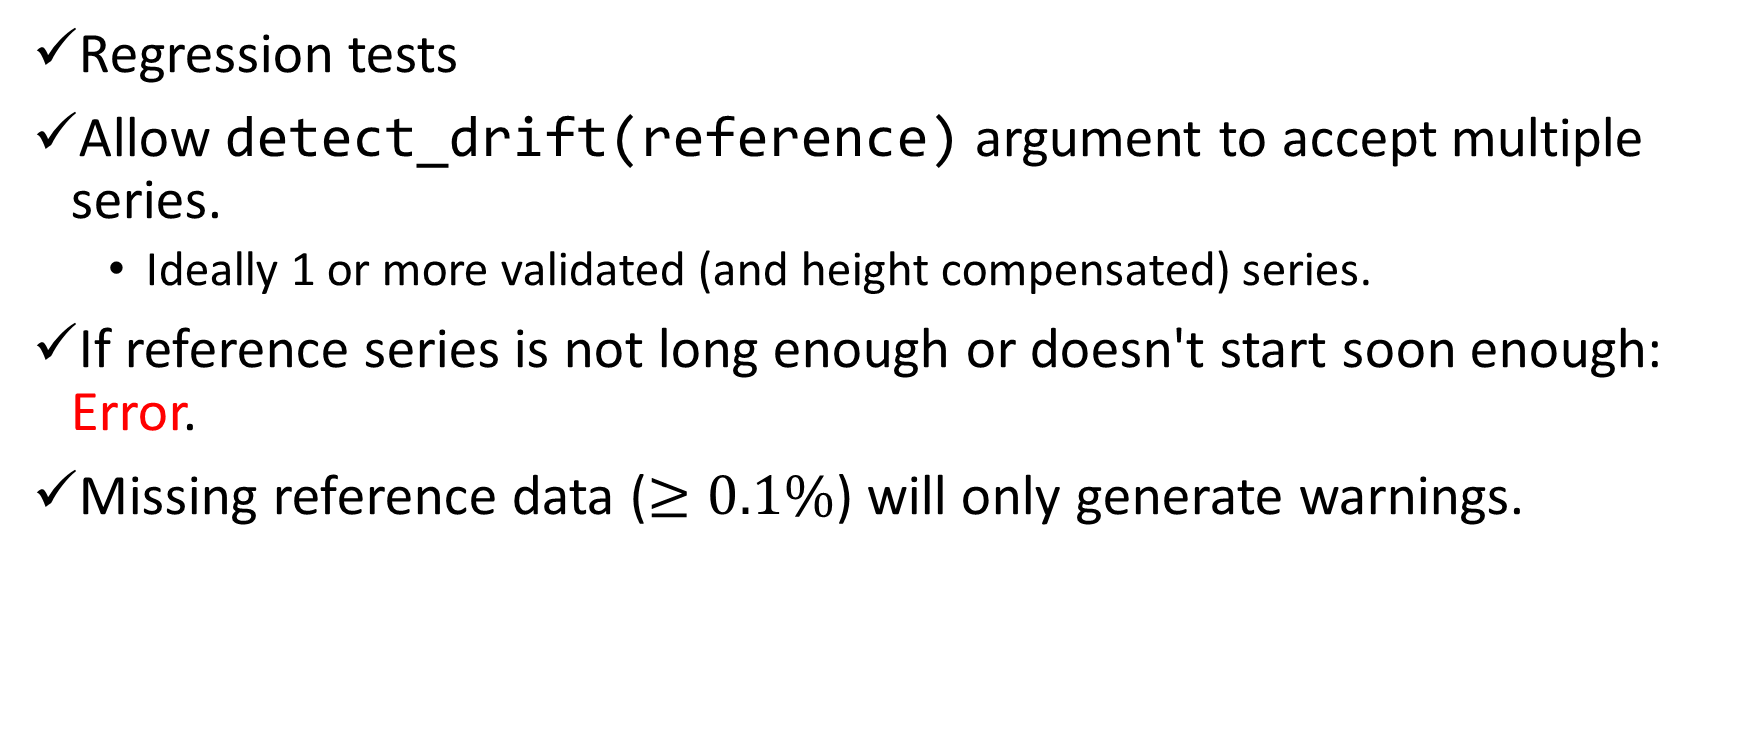 ✓Regression tests
✓Allow detect_drift(reference) argument to accept multiple
series.
• Ideally 1 or more validated (and height compensated) series.
✓If reference series is not long enough or doesn't start soon enough:
Error.
✓Missing reference data (≥ 0.1%) will only generate warnings.